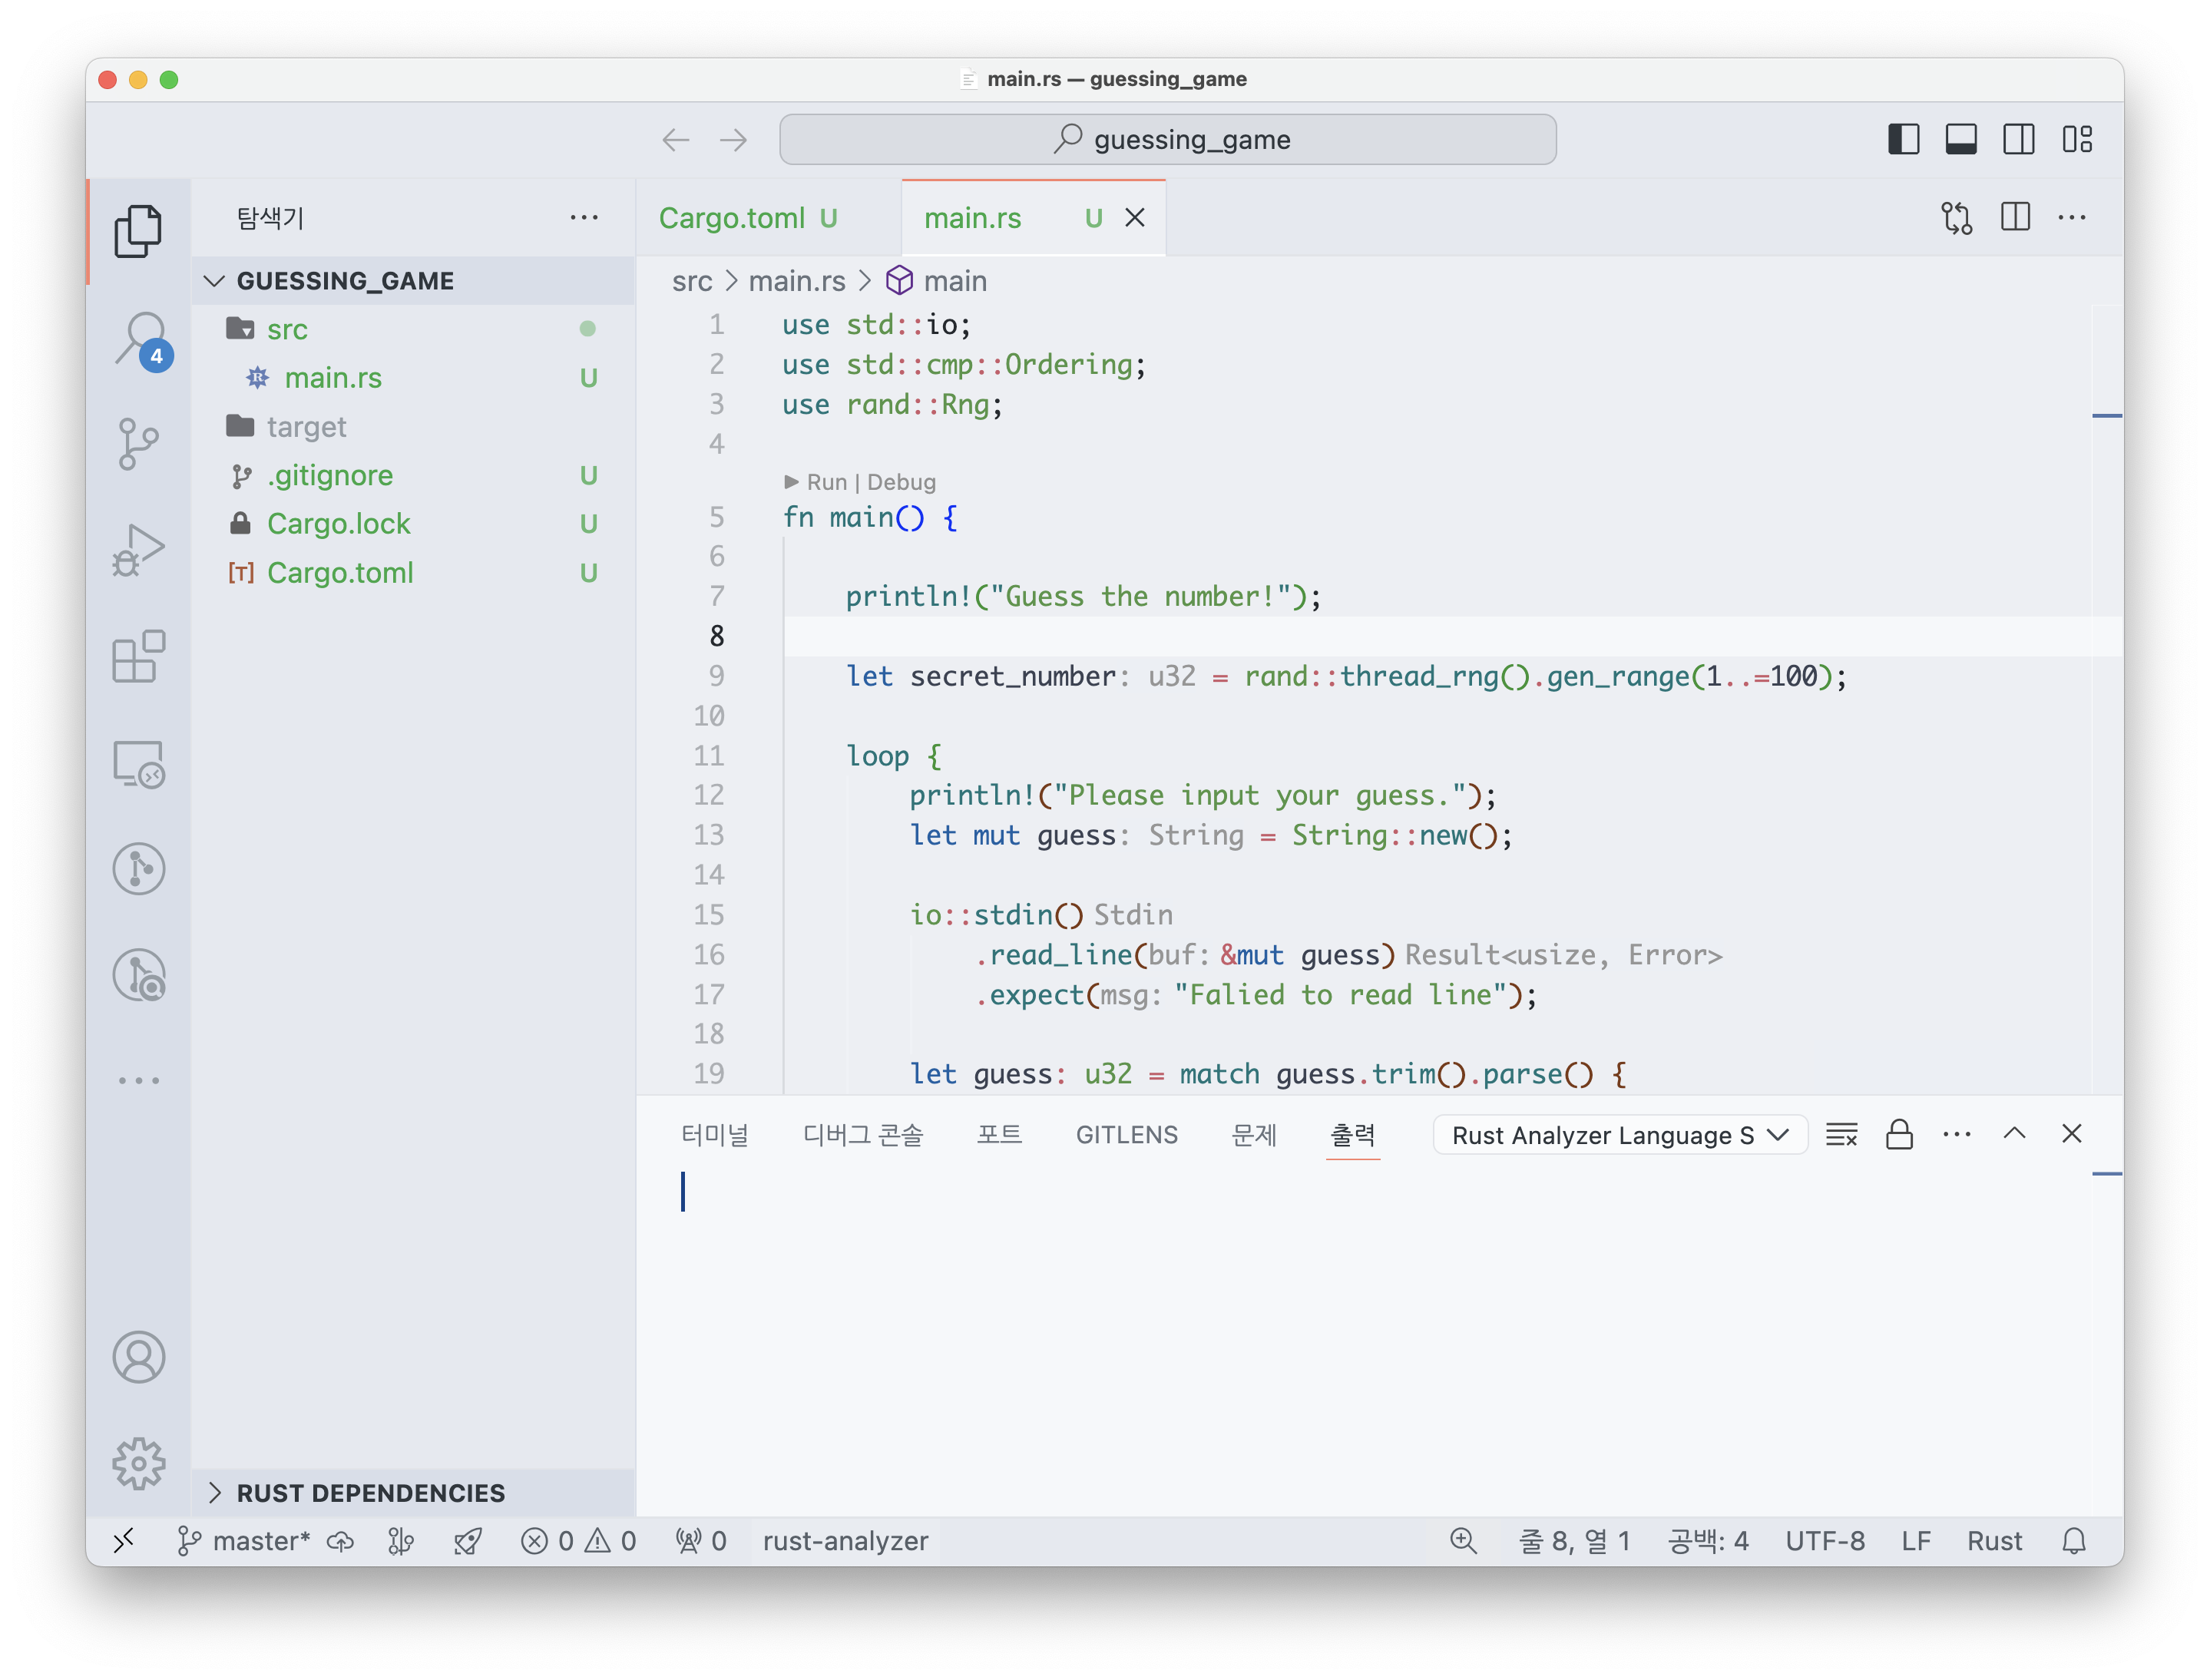 main.rs — guessing_game
guessing_game
탐색기
GUESSING_GAME
src
main.rs U
target
.gitignore U
Cargo.lock U
[T] Cargo.toml U
RUST DEPENDENCIES
4
Cargo.toml U
main.rs U
src > main.rs > main
1 use std::io;
2 use std::cmp::Ordering;
3 use rand::Rng;
4
Run | Debug
5 fn main() {
6
7 println!("Guess the number!");
8
9 let secret_number: u32 = rand::thread_rng().gen_range(1..=100);
10
11 loop {
12 println!("Please input your guess.");
13 let mut guess: String = String::new();
14
15 io::stdin() Stdin
16 .read_line(buf: &mut guess) Result<usize, Error>
17 .expect(msg: "Falied to read line");
18
19 let guess: u32 = match guess.trim().parse() {
터미널 디버그 콘솔 포트 GITLENS 문제 출력 Rust Analyzer Language S
master* 0 0 0 rust-analyzer 줄 8, 열 1 공백: 4 UTF-8 LF Rust